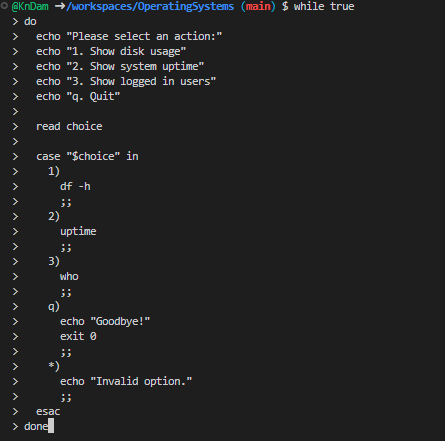 @KnDam ➜ /workspaces/OperatingSystems (main) $ while true
> do
>   echo "Please select an action:"
>   echo "1. Show disk usage"
>   echo "2. Show system uptime"
>   echo "3. Show logged in users"
>   echo "q. Quit"
>
>   read choice
>
>   case "$choice" in
>     1)
>       df -h
>       ;;
>     2)
>       uptime
>       ;;
>     3)
>       who
>       ;;
>     q)
>       echo "Goodbye!"
>       exit 0
>       ;;
>     *)
>       echo "Invalid option."
>       ;;
>   esac
> done